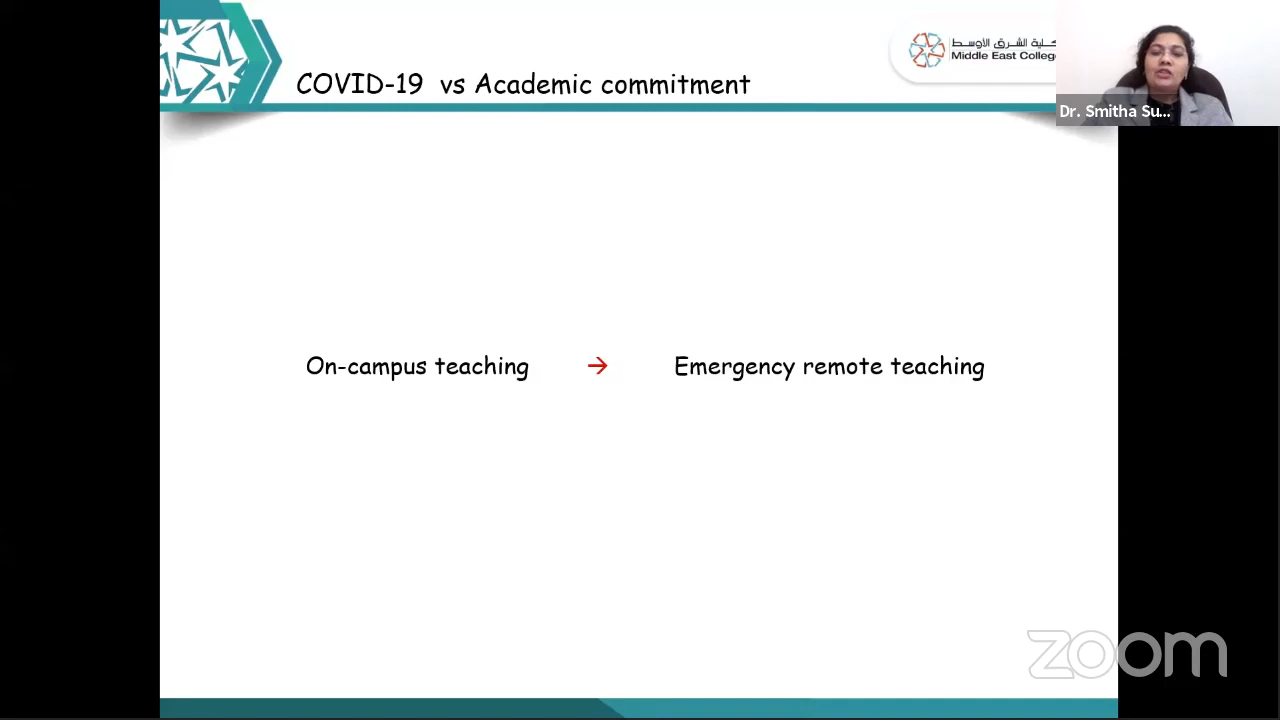 COVID-19 vs Academic commitment
كلية الشرق الأوسط
Middle East College
Dr. Smitha Su...
On-campus teaching → Emergency remote teaching
zoom